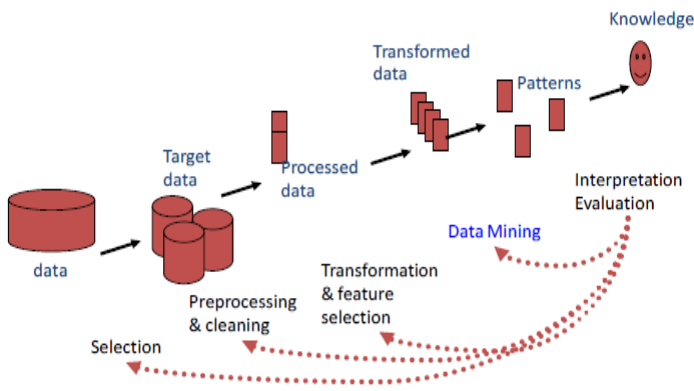 Knowledge
Transformed
data
Patterns
Target
data
Processed
data
Interpretation
Evaluation
data
Data Mining
Transformation
& feature
selection
Preprocessing
& cleaning
Selection